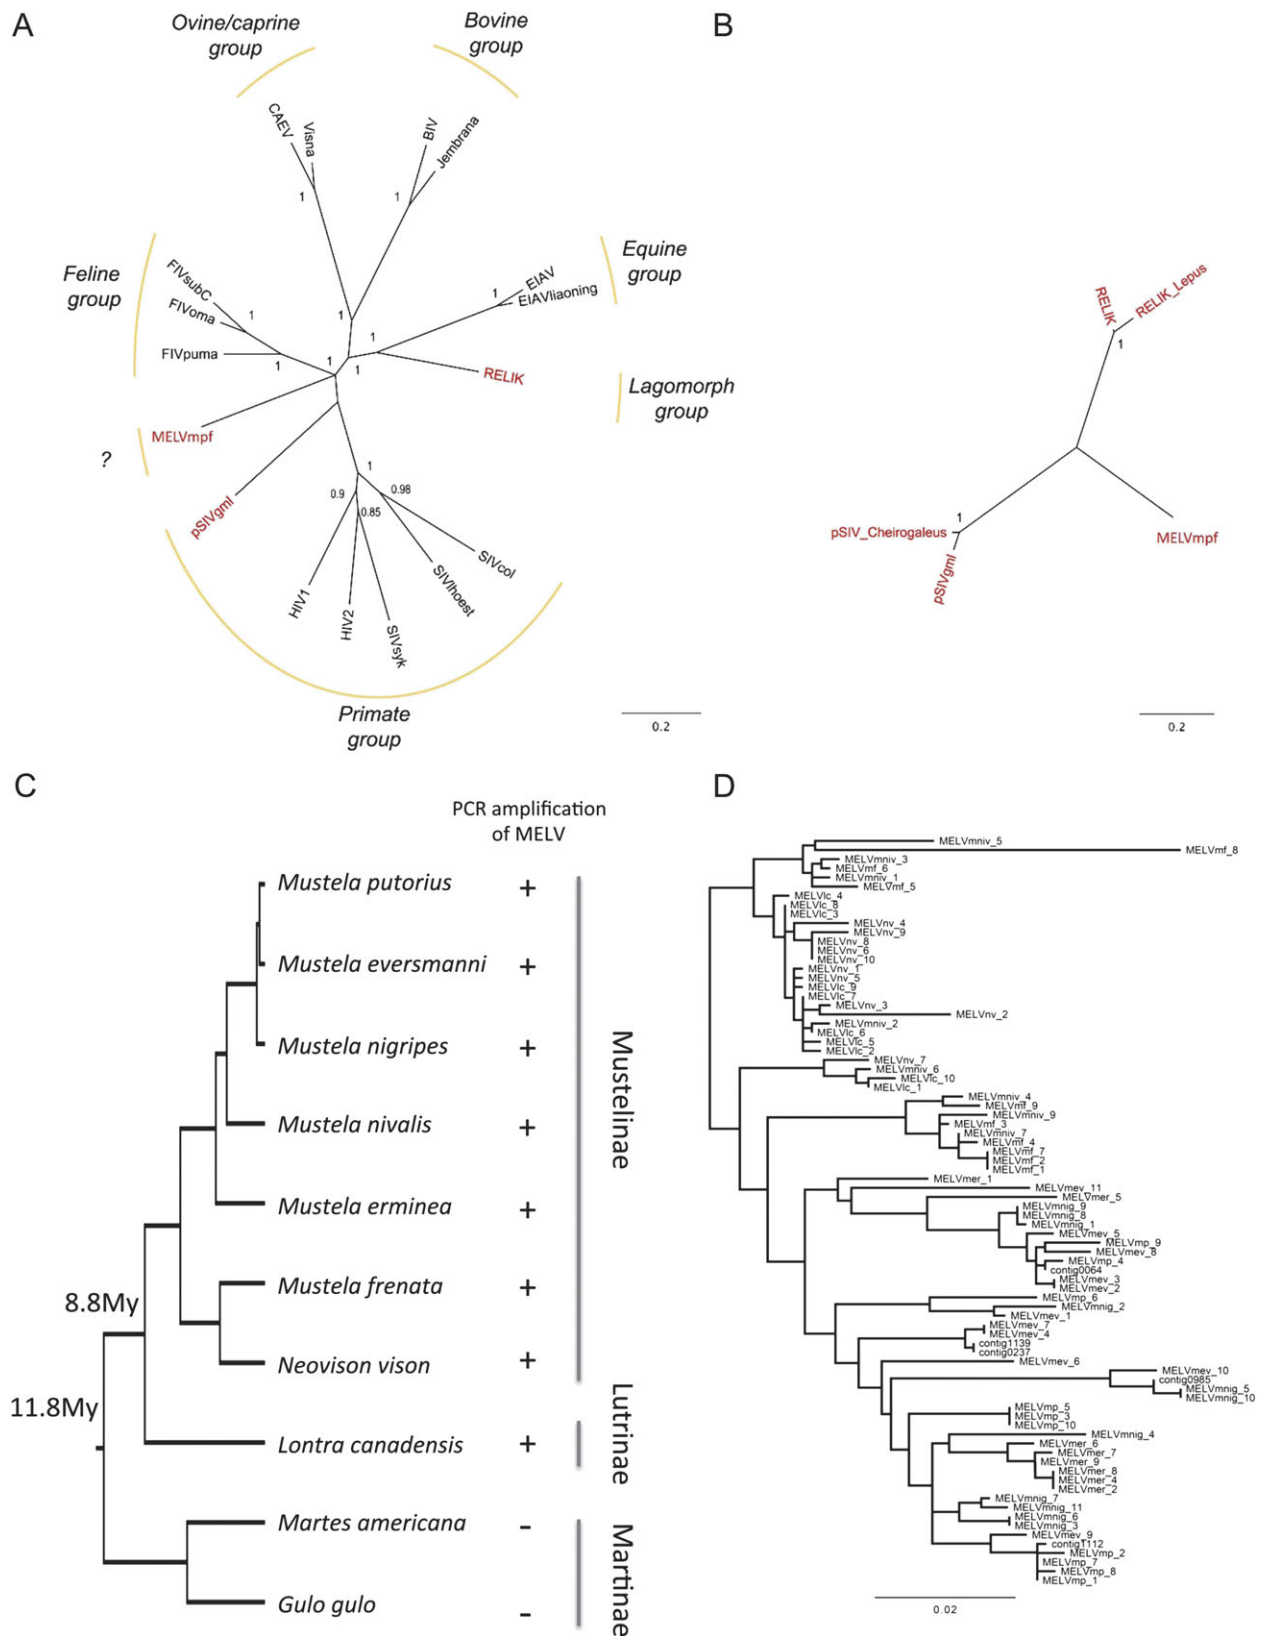 A
Ovine/caprine
group
Bovine
group
CAEV
Visna
BIV
Jembrana
1
1
Feline
group
Equine
group
FIVsubC
FIVoma
FIVpuma
1
1
EIAV
EIAVliaoning
1
1
1
1
1
RELIK
Lagomorph
group
MELVmpf
?
pSIVgml
1
0.9
0.98
0.85
HIV1
HIV2
SIVsyk
SIVlhoest
SIVcol
Primate
group
0.2
B
RELIK
RELIK_Lepus
1
pSIV_Cheirogaleus
1
pSIVgml
MELVmpf
0.2
C
PCR amplification
of MELV
Mustela putorius +
Mustela eversmanni +
Mustela nigripes +
Mustela nivalis +
Mustela erminea +
Mustela frenata +
Neovison vison +
Lontra canadensis +
Martes americana -
Gulo gulo -
8.8My
11.8My
Mustelinae
Lutrinae
Martinae
D
MELVmniv_5
MELVmf_8
MELVmniv_3
MELVmf_6
MELVmniv_1
MELVmf_5
MELVlc_4
MELVlc_8
MELVlc_3
MELVnv_4
MELVnv_9
MELVnv_8
MELVnv_6
MELVnv_10
MELVnv_1
MELVnv_5
MELVlc_9
MELVlc_7
MELVnv_3
MELVnv_2
MELVmniv_2
MELVlc_6
MELVlc_5
MELVlc_2
MELVnv_7
MELVmniv_6
MELVlc_10
MELVlc_1
MELVmniv_4
MELVmf_9
MELVmniv_9
MELVmf_3
MELVmniv_7
MELVmf_4
MELVmf_7
MELVmf_2
MELVmf_1
MELVmer_1
MELVmev_11
MELVmer_5
MELVmnig_9
MELVmnig_8
MELVmnig_1
MELVmev_5
MELVmp_9
MELVmev_8
MELVmp_4
contig0064
MELVmev_3
MELVmev_2
MELVmp_6
MELVmnig_2
MELVmev_1
MELVmev_7
MELVmev_4
contig1139
contig0237
MELVmev_6
MELVmev_10
contig0985
MELVmnig_5
MELVmnig_10
MELVmp_5
MELVmp_3
MELVmp_10
MELVmnig_4
MELVmer_6
MELVmer_7
MELVmer_9
MELVmer_8
MELVmer_4
MELVmer_2
MELVmnig_7
MELVmnig_11
MELVmnig_6
MELVmnig_3
MELVmev_9
contig1112
MELVmp_2
MELVmp_7
MELVmp_8
MELVmp_1
0.02